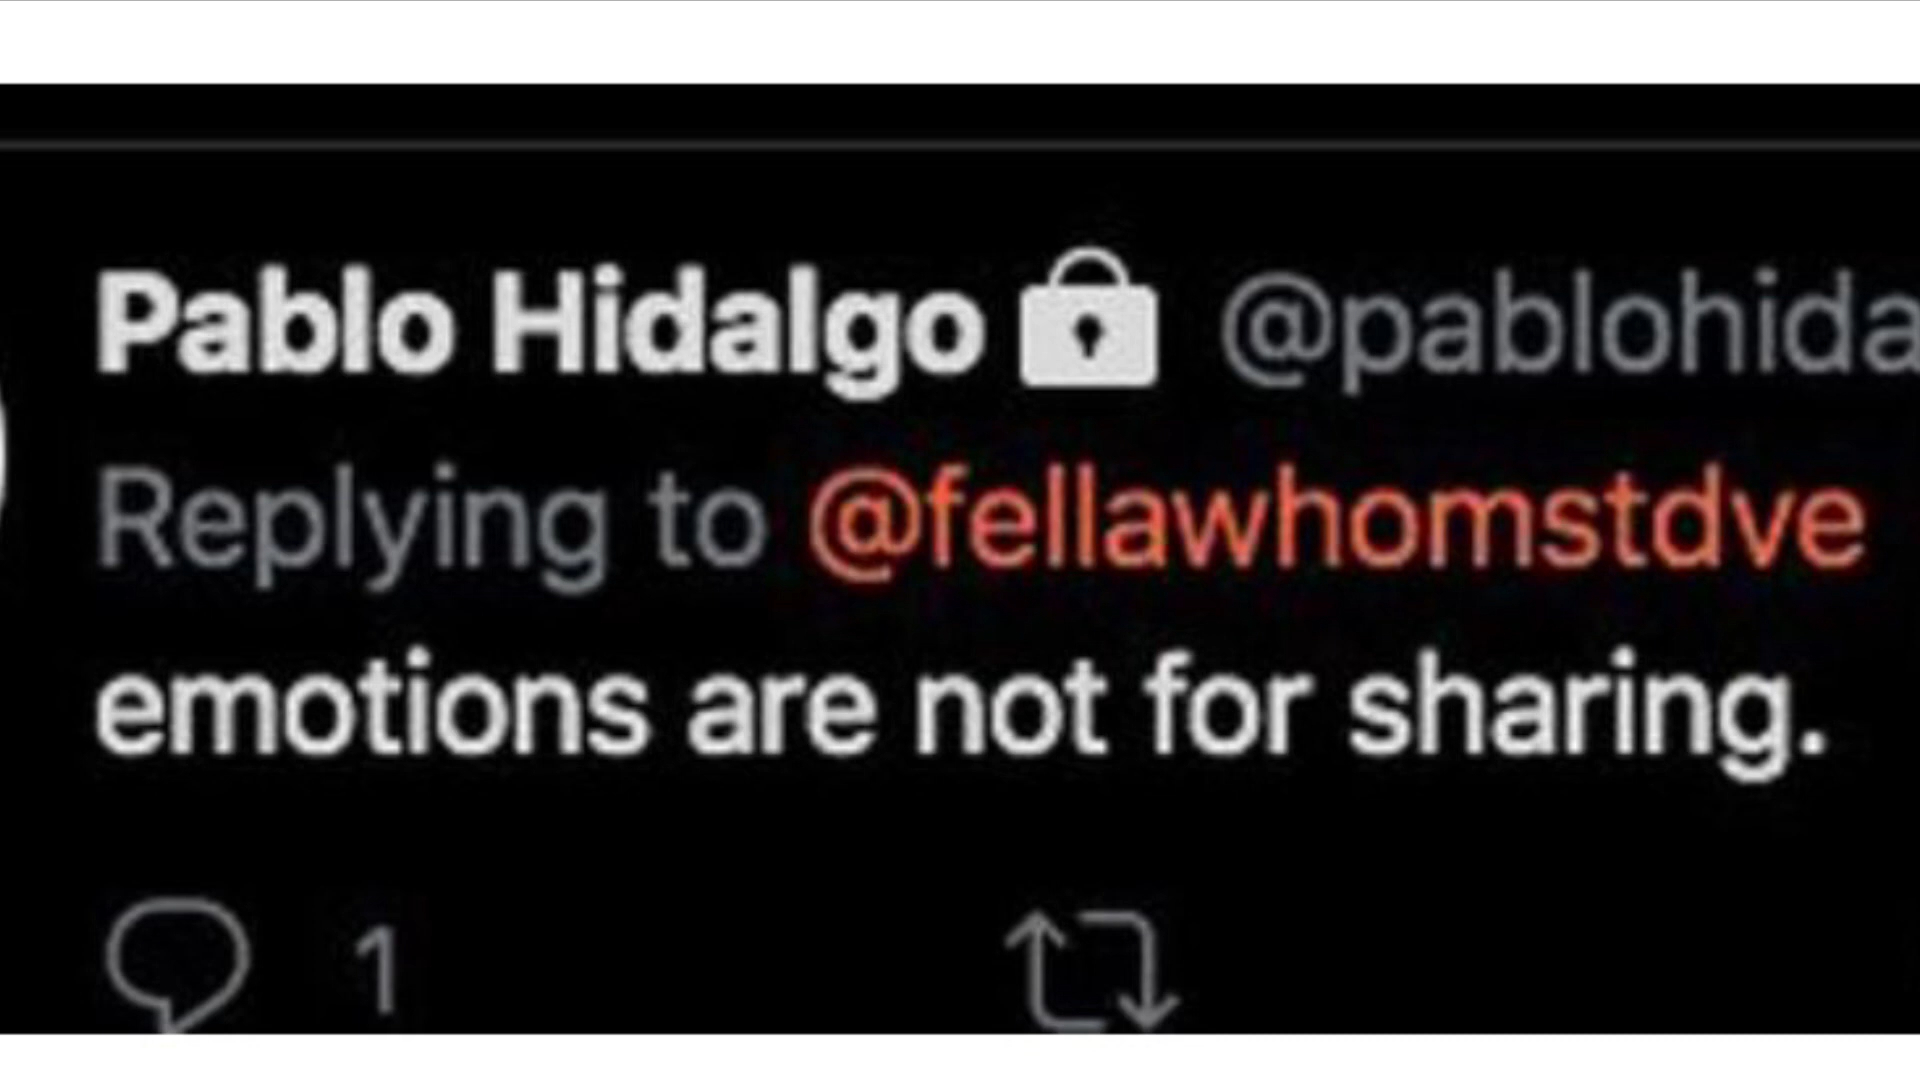 Pablo Hidalgo @pablohida
Replying to @fellawhomstdve
emotions are not for sharing.
1